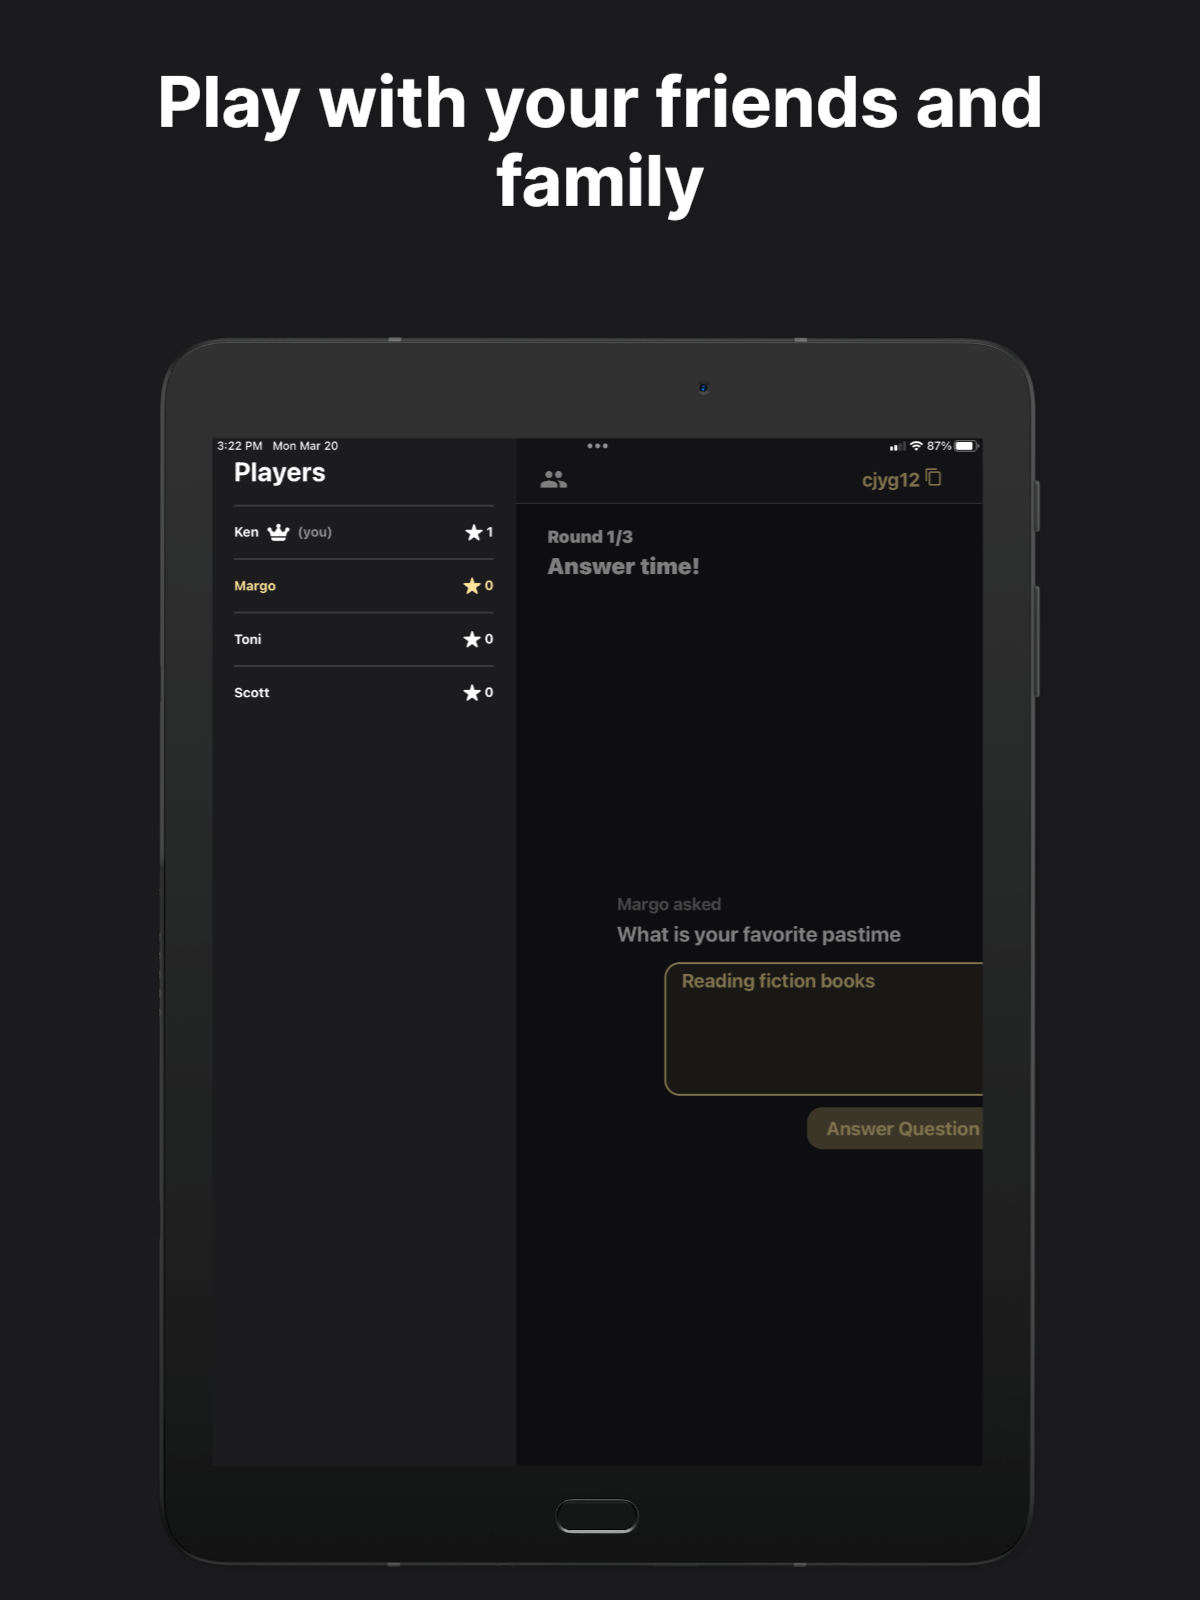 Play with your friends and
family
3:22 PM Mon Mar 20
87%
Players
Ken (you) 1
Margo 0
Toni 0
Scott 0
cjyg12
Round 1/3
Answer time!
Margo asked
What is your favorite pastime
Reading fiction books
Answer Question